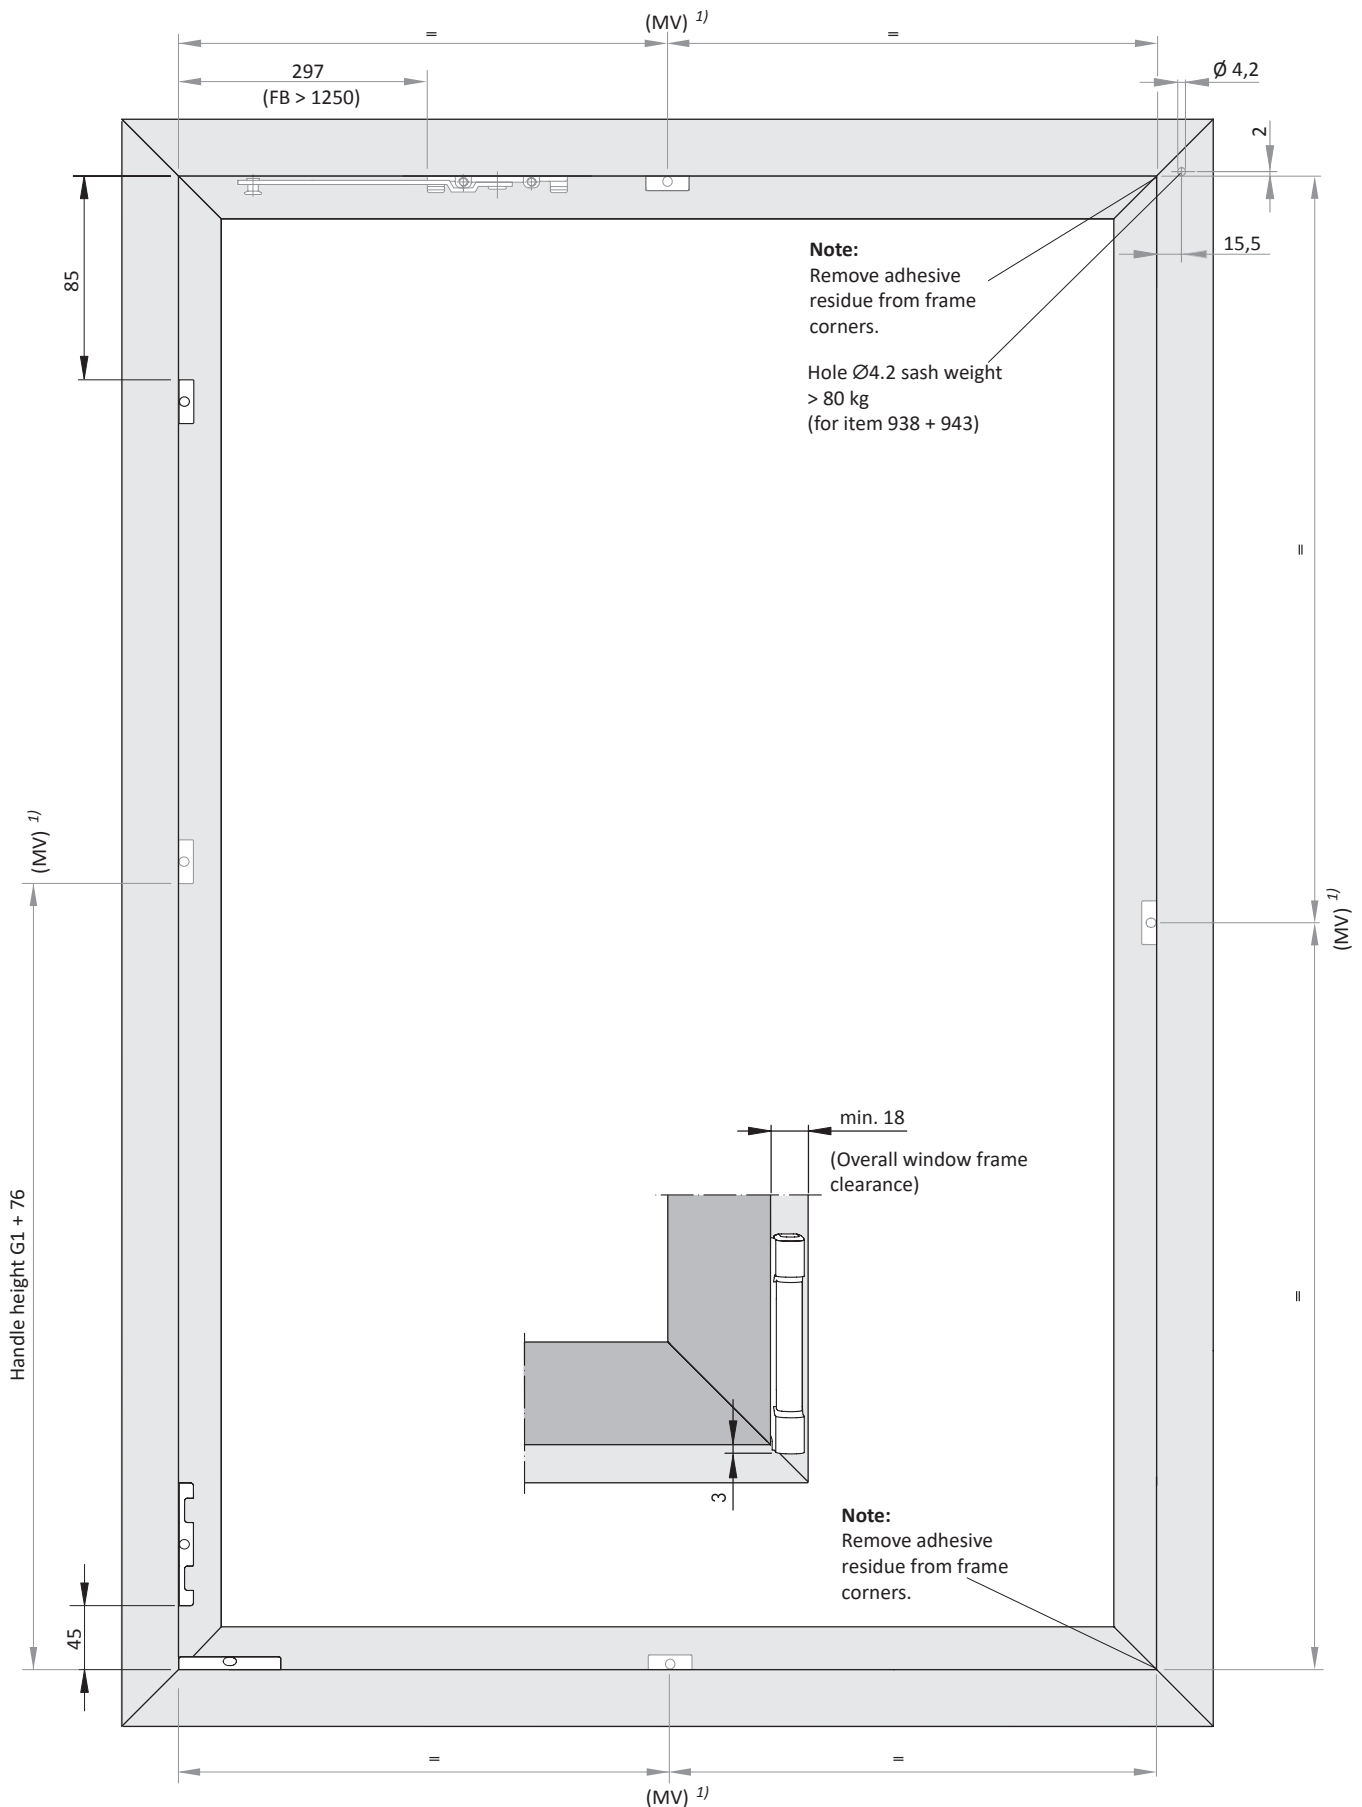 (MV) 1)
= =
297
(FB > 1250)
Ø 4,2
2
15,5
85
Note:
Remove adhesive
residue from frame
corners.
Hole Ø4.2 sash weight
> 80 kg
(for item 938 + 943)
=
(MV) 1)
(MV) 1)
min. 18
(Overall window frame
clearance)
Handle height G1 + 76
=
3
Note:
Remove adhesive
residue from frame
corners.
45
= =
(MV) 1)